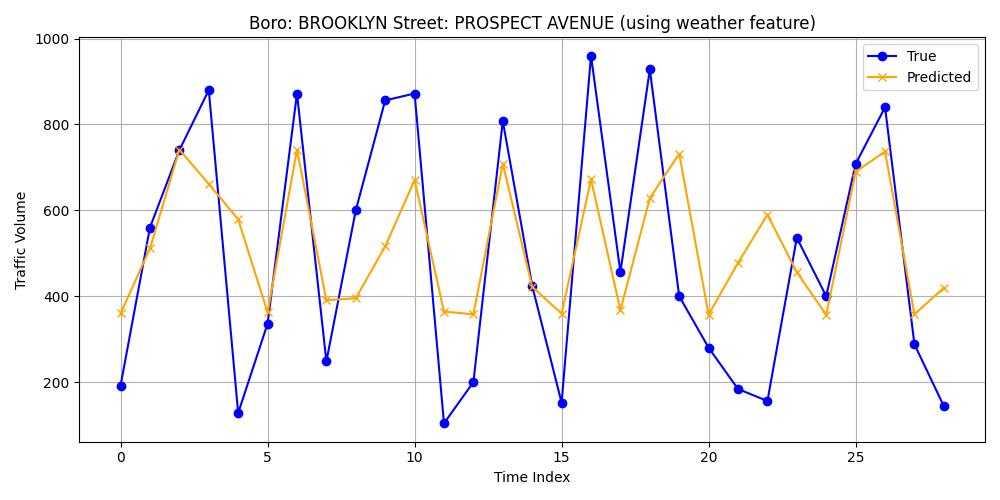 Boro: BROOKLYN Street: PROSPECT AVENUE (using weather feature)
True
Predicted
Traffic Volume
1000
800
600
400
200
0 5 10 15 20 25
Time Index